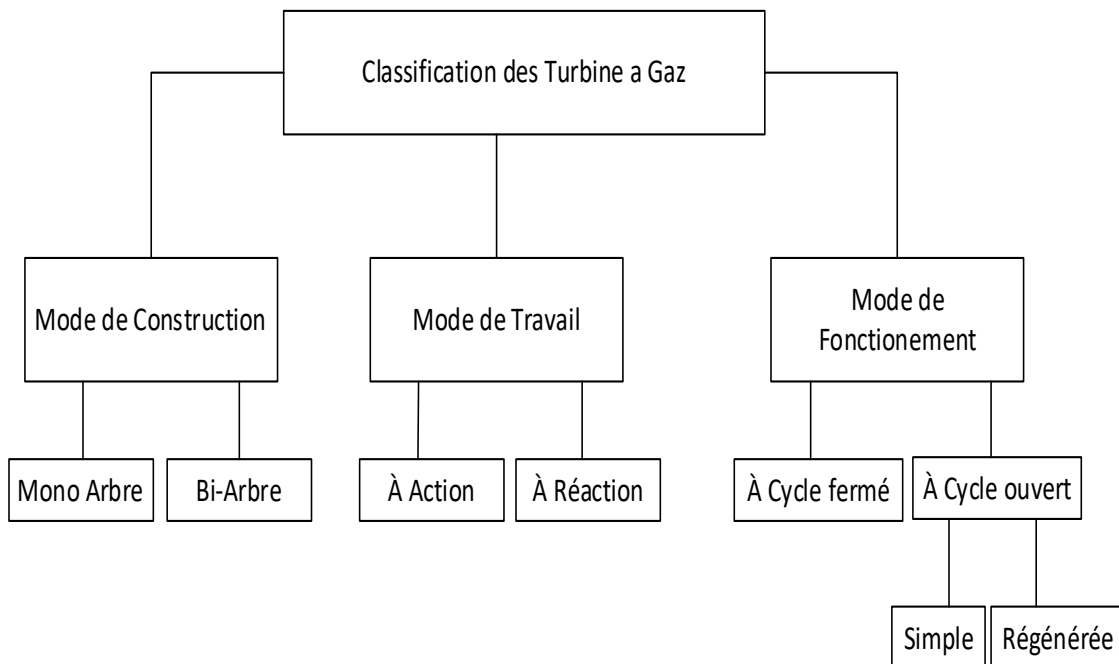 Classification des Turbine a Gaz
Mode de Construction
Mode de Travail
Mode de
Fonctionement
Mono Arbre
Bi-Arbre
À Action
À Réaction
À Cycle fermé
À Cycle ouvert
Simple
Régénérée